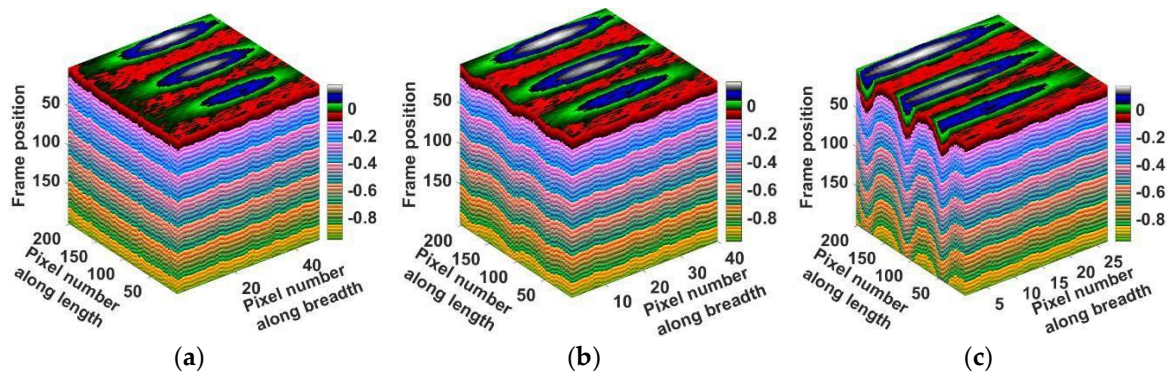 Frame position
50
100
150
200
150
100
50
Pixel number
along length
20
40
Pixel number
along breadth
0
-0.2
-0.4
-0.6
-0.8
(a)
Frame position
50
100
150
200
150
100
50
Pixel number
along length
10
20
30
40
Pixel number
along breadth
0
-0.2
-0.4
-0.6
-0.8
(b)
Frame position
50
100
150
200
150
100
50
Pixel number
along length
5
10
15
20
25
Pixel number
along breadth
0
-0.2
-0.4
-0.6
-0.8
(c)